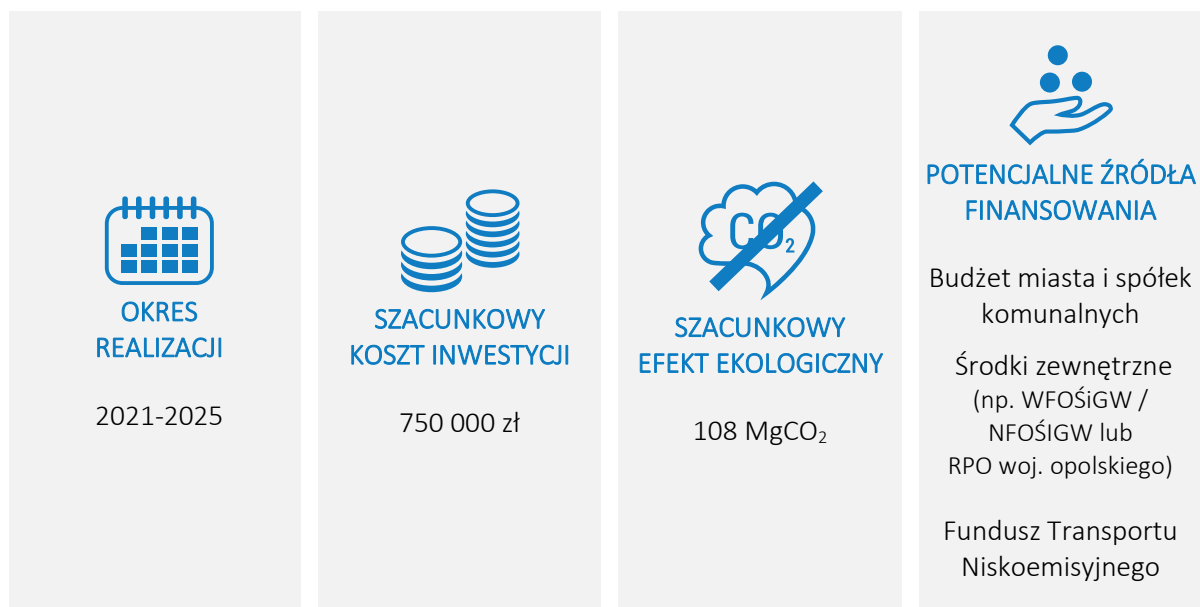 OKRES
REALIZACJI
2021-2025
SZACUNKOWY
KOSZT INWESTYCJI
750 000 zł
CO₂
SZACUNKOWY
EFEKT EKOLOGICZNY
108 MgCO₂
POTENCJALNE ŹRÓDŁA
FINANSOWANIA
Budżet miasta i spółek
komunalnych
Środki zewnętrzne
(np. WFOŚiGW /
NFOŚIGW lub
RPO woj. opolskiego)
Fundusz Transportu
Niskoemisyjnego